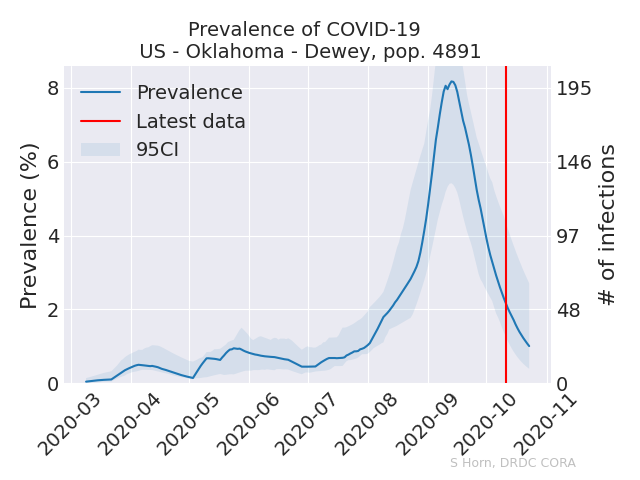 Prevalence of COVID-19
US - Oklahoma - Dewey, pop. 4891
Prevalence
Latest data
95CI
Prevalence (%)
8
6
4
2
0
195
146
97
48
0
# of infections
2020-03
2020-04
2020-05
2020-06
2020-07
2020-08
2020-09
2020-10
2020-11
S Horn, DRDC CORA